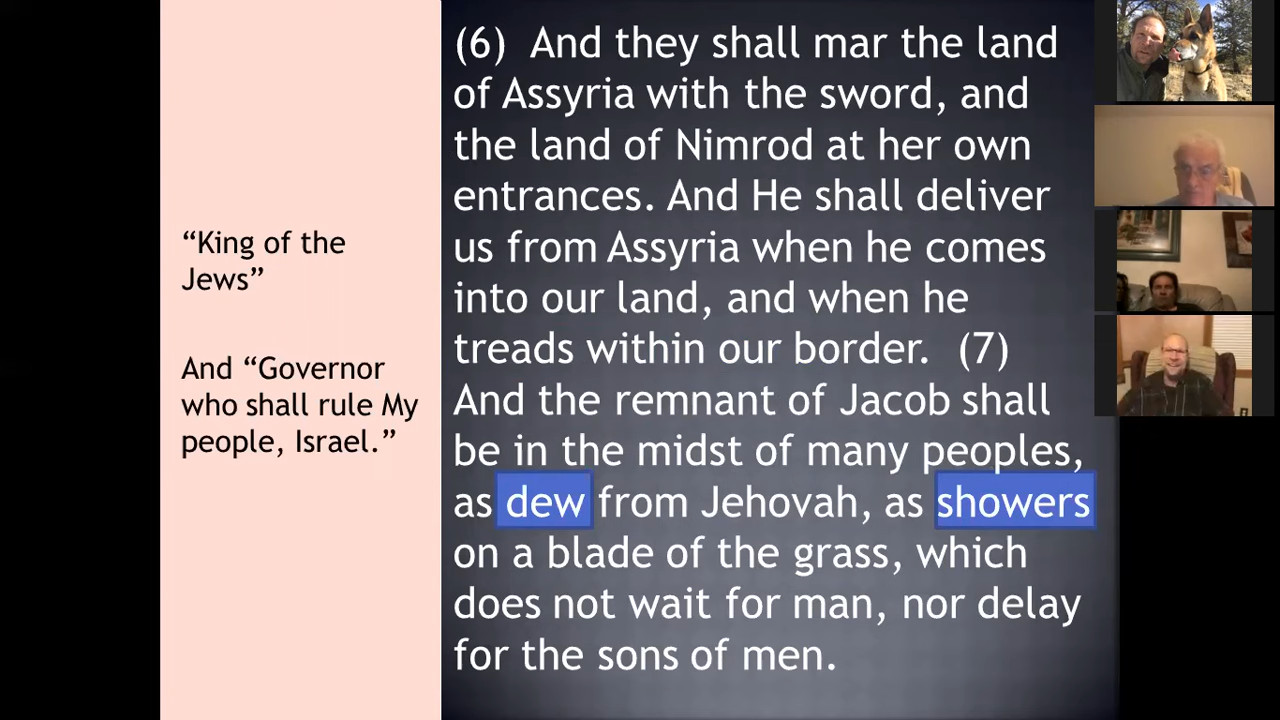 “King of the
Jews”
And “Governor
who shall rule My
people, Israel.”
(6)  And they shall mar the land
of Assyria with the sword, and
the land of Nimrod at her own
entrances. And He shall deliver
us from Assyria when he comes
into our land, and when he
treads within our border.  (7)
And the remnant of Jacob shall
be in the midst of many peoples,
as dew from Jehovah, as showers
on a blade of the grass, which
does not wait for man, nor delay
for the sons of men.